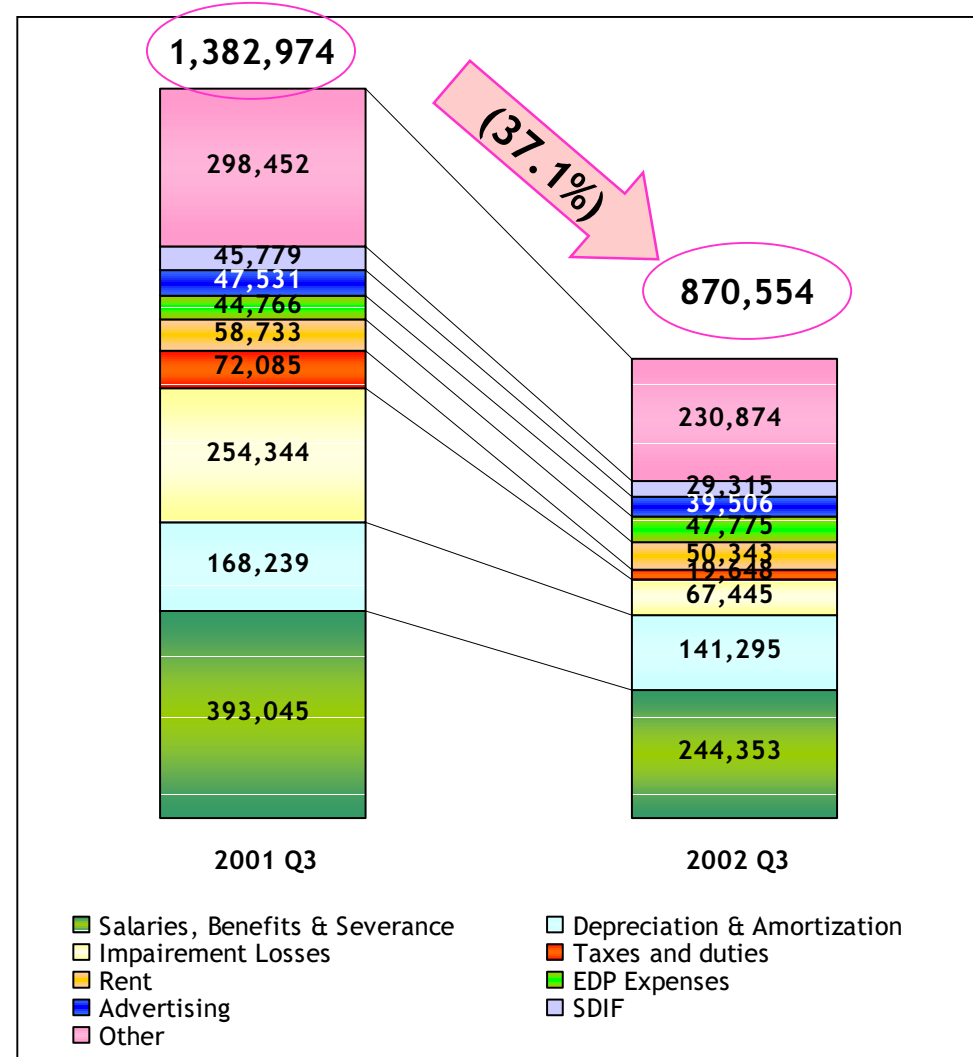 1,382,974
(37.1%)
298,452
45,779
47,531
44,766
58,733
72,085
254,344
168,239
393,045
870,554
230,874
29,315
39,506
47,775
50,343
19,648
67,445
141,295
244,353
2001 Q3
2002 Q3
Salaries, Benefits & Severance
Depreciation & Amortization
Impairement Losses
Taxes and duties
Rent
EDP Expenses
Advertising
SDIF
Other